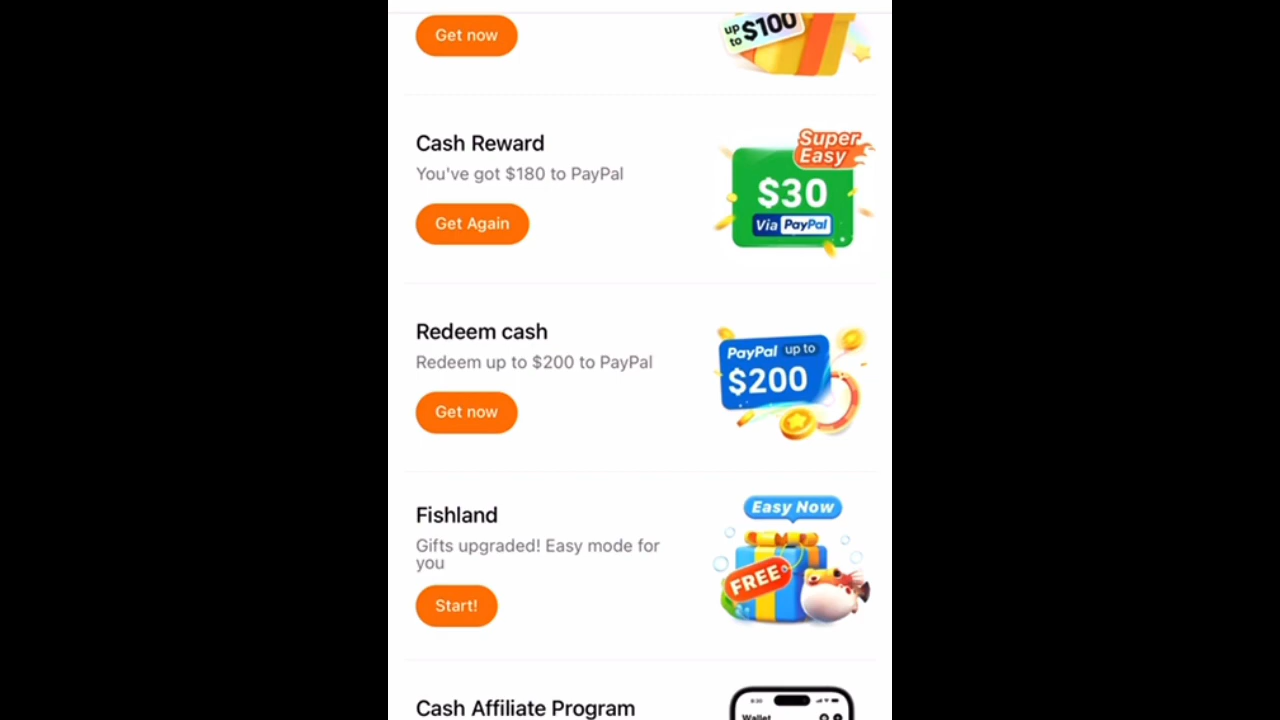 Get now
up
to $100
Cash Reward
You've got $180 to PayPal
Get Again
Super
Easy
$30
Via PayPal
Redeem cash
Redeem up to $200 to PayPal
Get now
PayPal up to
$200
Fishland
Gifts upgraded! Easy mode for
you
Start!
Easy Now
FREE
Cash Affiliate Program
8:30
Wallet